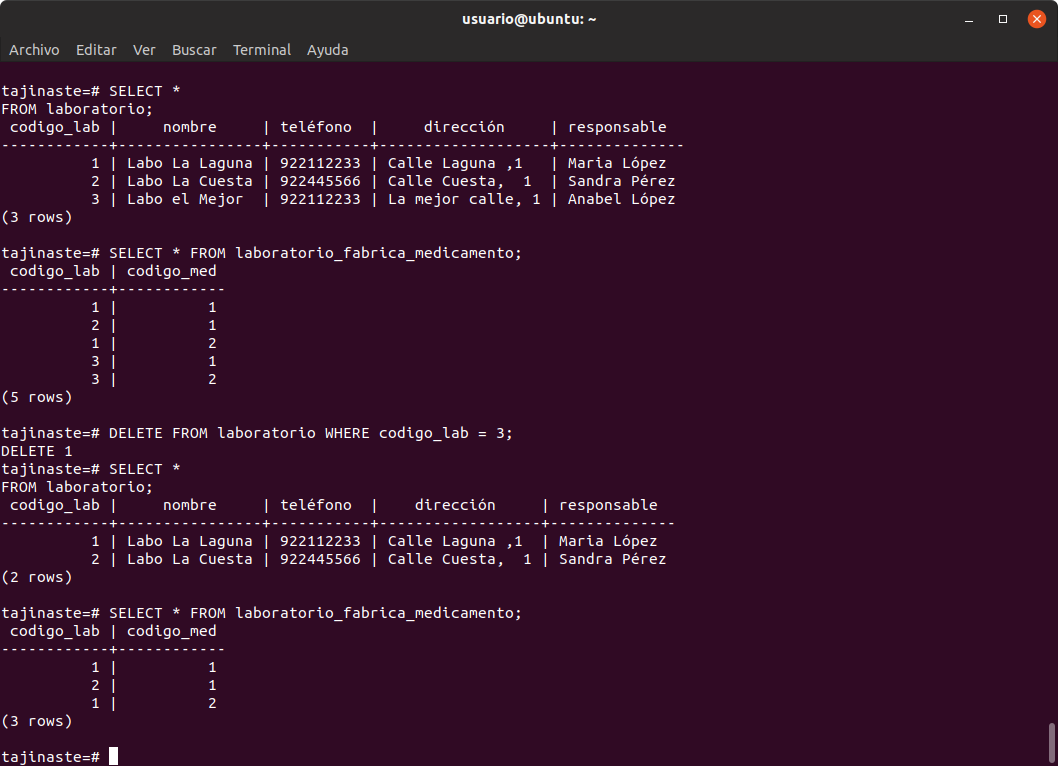 usuario@ubuntu: ~
Archivo Editar Ver Buscar Terminal Ayuda
tajinaste=# SELECT *
FROM laboratorio;
 codigo_lab |     nombre     | teléfono  |     dirección     | responsable
------------+----------------+-----------+-------------------+--------------
          1 | Labo La Laguna | 922112233 | Calle Laguna ,1   | Maria López
          2 | Labo La Cuesta | 922445566 | Calle Cuesta,  1  | Sandra Pérez
          3 | Labo el Mejor  | 922112233 | La mejor calle, 1 | Anabel López
(3 rows)
tajinaste=# SELECT * FROM laboratorio_fabrica_medicamento;
 codigo_lab | codigo_med
------------+------------
          1 |          1
          2 |          1
          1 |          2
          3 |          1
          3 |          2
(5 rows)
tajinaste=# DELETE FROM laboratorio WHERE codigo_lab = 3;
DELETE 1
tajinaste=# SELECT *
FROM laboratorio;
 codigo_lab |     nombre     | teléfono  |    dirección     | responsable
------------+----------------+-----------+------------------+--------------
          1 | Labo La Laguna | 922112233 | Calle Laguna ,1  | Maria López
          2 | Labo La Cuesta | 922445566 | Calle Cuesta,  1 | Sandra Pérez
(2 rows)
tajinaste=# SELECT * FROM laboratorio_fabrica_medicamento;
 codigo_lab | codigo_med
------------+------------
          1 |          1
          2 |          1
          1 |          2
(3 rows)
tajinaste=#